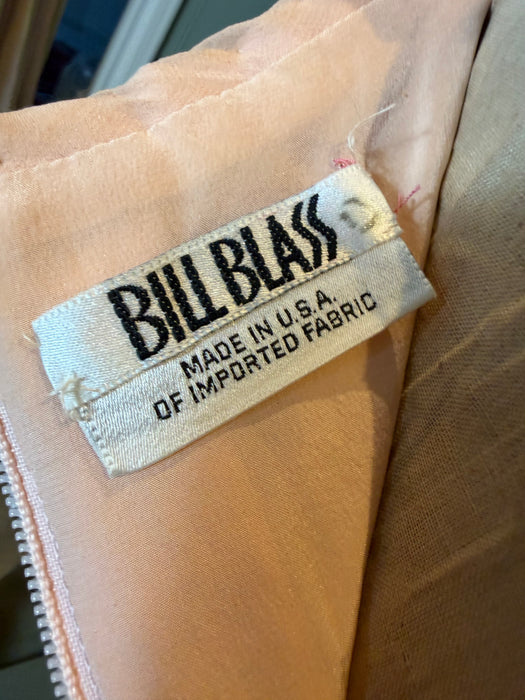 BILL BLASS
MADE IN U.S.A.
OF IMPORTED FABRIC